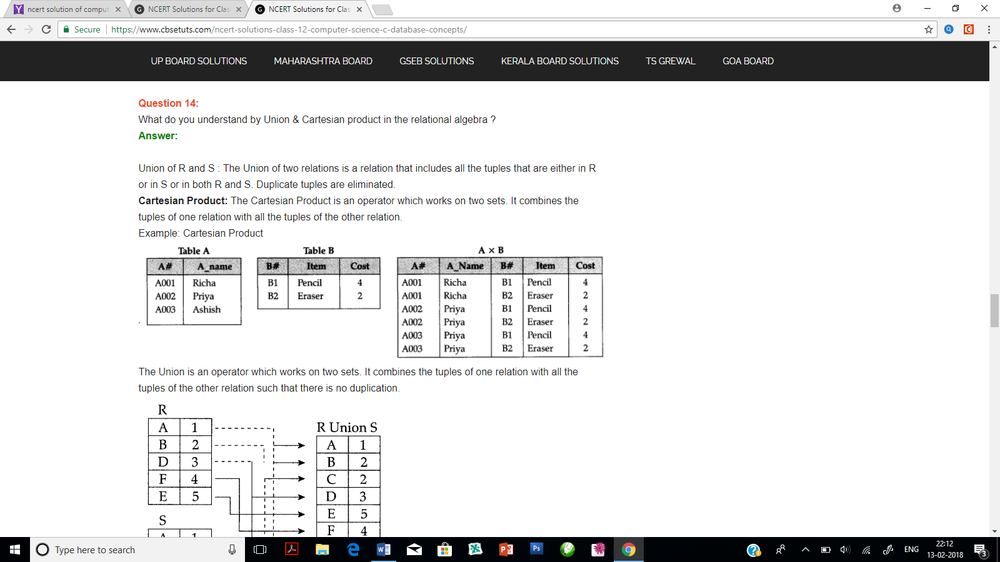 ncert solution of comput
NCERT Solutions for Clas
NCERT Solutions for Clas
Secure https://www.cbsetuts.com/ncert-solutions-class-12-computer-science-c-database-concepts/
UP BOARD SOLUTIONS MAHARASHTRA BOARD GSEB SOLUTIONS KERALA BOARD SOLUTIONS TS GREWAL GOA BOARD
Question 14:
What do you understand by Union & Cartesian product in the relational algebra ?
Answer:
Union of R and S : The Union of two relations is a relation that includes all the tuples that are either in R
or in S or in both R and S. Duplicate tuples are eliminated.
Cartesian Product: The Cartesian Product is an operator which works on two sets. It combines the
tuples of one relation with all the tuples of the other relation.
Example: Cartesian Product
Table A
A# A_name
A001 Richa
A002 Priya
A003 Ashish
Table B
B# Item Cost
B1 Pencil 4
B2 Eraser 2
A × B
A# A_Name B# Item Cost
A001 Richa B1 Pencil 4
A001 Richa B2 Eraser 2
A002 Priya B1 Pencil 4
A002 Priya B2 Eraser 2
A003 Priya B1 Pencil 4
A003 Priya B2 Eraser 2
The Union is an operator which works on two sets. It combines the tuples of one relation with all the
tuples of the other relation such that there is no duplication.
R
A 1
B 2
D 3
F 4
E 5
S
A 1
R Union S
A 1
B 2
C 2
D 3
E 5
F 4
Type here to search
ENG
22:12
13-02-2018
3